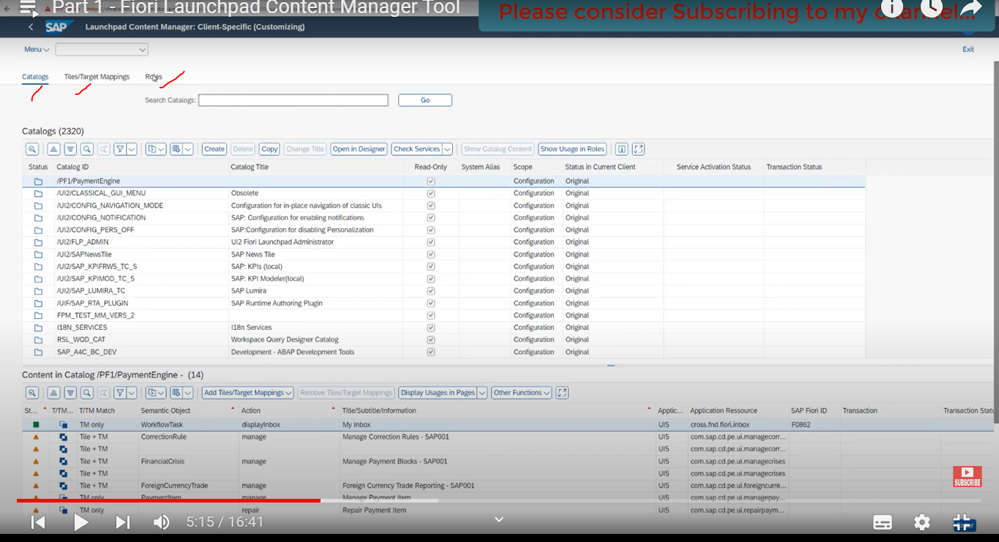 Part 1 - Fiori Launchpad Content Manager Tool
Please consider Subscribing to my channel...
SAP Launchpad Content Manager: Client-Specific (Customizing)
Menu Exit
Catalogs Tiles/Target Mappings Roles
Search Catalogs: Go
Catalogs (2320)
Create Delete Copy Change Title Open in Designer Check Services Show Catalog Content Show Usage in Roles
Status Catalog ID Catalog Title Read-Only System Alias Scope Status in Current Client Service Activation Status Transaction Status
/PF1/PaymentEngine Configuration Original
/UI2/CLASSICAL_GUI_MENU Obsolete Configuration Original
/UI2/CONFIG_NAVIGATION_MODE Configuration for in-place navigation of classic UIs Configuration Original
/UI2/CONFIG_NOTIFICATION SAP: Configuration for enabling notifications Configuration Original
/UI2/CONFIG_PERS_OFF SAP:Configuration for disabling Personalization Configuration Original
/UI2/FLP_ADMIN UI2 Fiori Launchpad Administrator Configuration Original
/UI2/SAPNewsTile SAP News Tile Configuration Original
/UI2/SAP_KPIFRW5_TC_S SAP: KPIs (local) Configuration Original
/UI2/SAP_KPIMOD_TC_S SAP: KPI Modeler(local) Configuration Original
/UI2/SAP_LUMIRA_TC SAP Lumira Configuration Original
/UIF/SAP_RTA_PLUGIN SAP Runtime Authoring Plugin Configuration Original
FPM_TEST_MM_VERS_2 Configuration Original
I18N_SERVICES I18n Services Configuration Original
RSL_WQD_CAT Workspace Query Designer Catalog Configuration Original
SAP_A4C_BC_DEV Development - ABAP Development Tools Configuration Original
Content in Catalog /PF1/PaymentEngine - (14)
Add Tiles/Target Mappings Remove Tiles/Target Mappings Display Usages in Pages Other Functions
St... T/TM... T/TM Match Semantic Object Action Title/Subtitle/Information Applic... Application Ressource SAP Fiori ID Transaction Transaction Statu
TM only WorkflowTask displayInbox My Inbox UI5 cross.fnd.fiori.inbox F0862
Tile + TM CorrectionRule manage Manage Correction Rules - SAP001 UI5 com.sap.cd.pe.ui.managecorr...
Tile + TM UI5 com.sap.cd.pe.ui.managecorr...
Tile + TM FinancialCrisis manage Manage Payment Blocks - SAP001 UI5 com.sap.cd.pe.ui.managecrises
Tile + TM UI5 com.sap.cd.pe.ui.managecrises
Tile + TM ForeignCurrencyTrade manage Foreign Currency Trade Reporting - SAP001 UI5 com.sap.cd.pe.ui.foreigncurre...
TM only PaymentItem manage Manage Payment Item UI5 com.sap.cd.pe.ui.managepay...
TM only repair Repair Payment Item UI5 com.sap.cd.pe.ui.repairpaym...
SUBSCRIBE
5:15 / 16:41